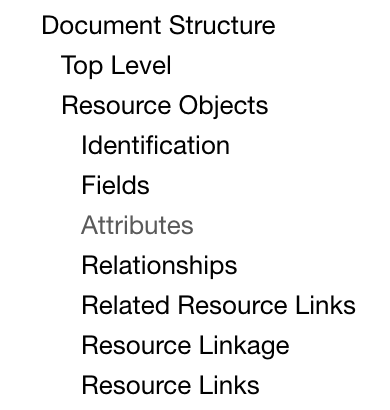 Document Structure
Top Level
Resource Objects
Identification
Fields
Attributes
Relationships
Related Resource Links
Resource Linkage
Resource Links